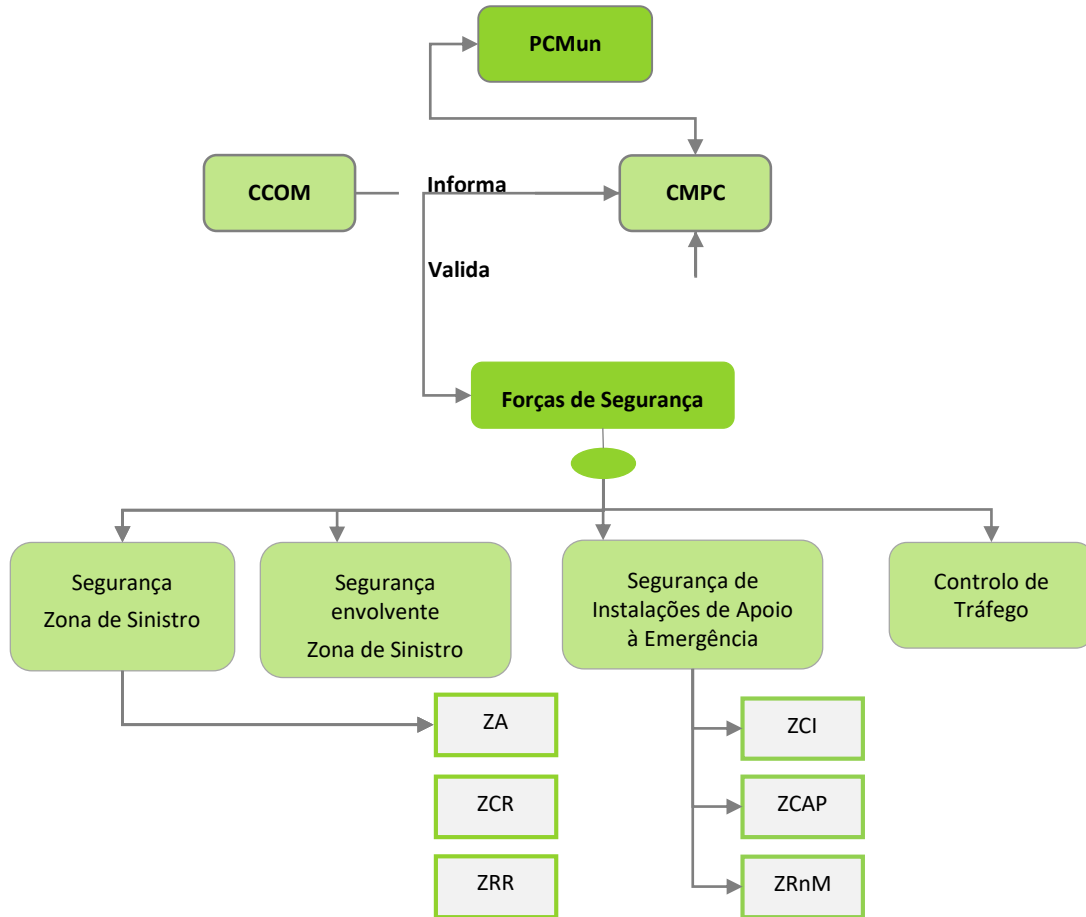 PCMun
CCOM
Informa
CMPC
Valida
Forças de Segurança
Segurança
Zona de Sinistro
Segurança
envolvente
Zona de Sinistro
Segurança de
Instalações de Apoio
à Emergência
Controlo de
Tráfego
ZA
ZCR
ZRR
ZCI
ZCAP
ZRnM